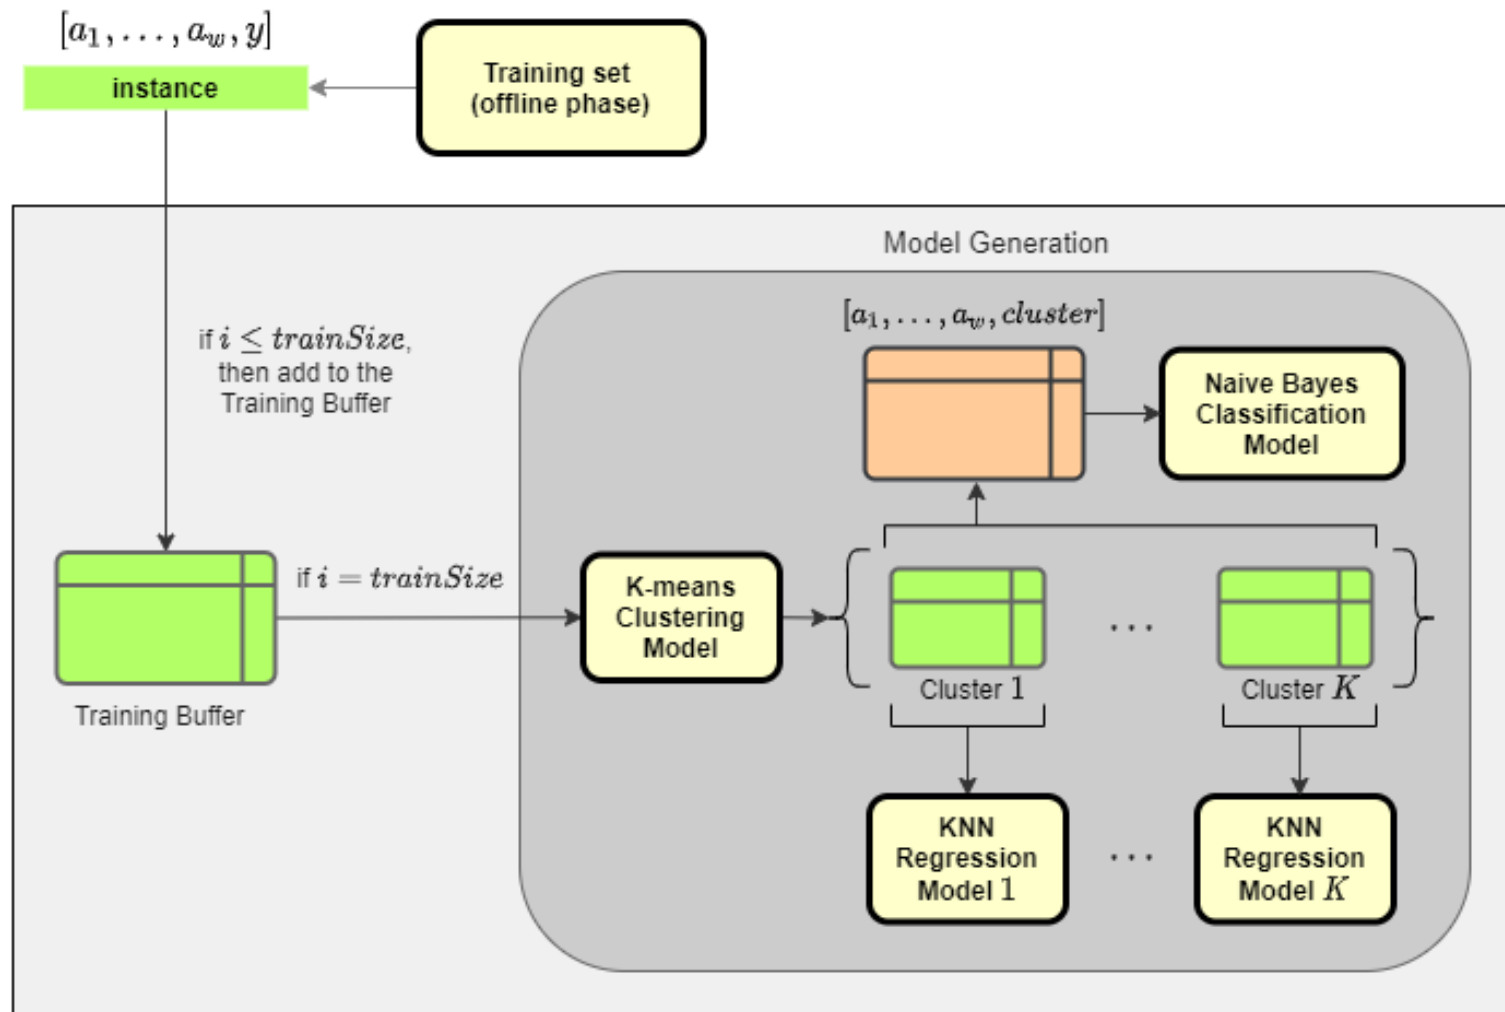 [a₁, . . . , a_w, y]
instance
Training set
(offline phase)
Model Generation
if i ≤ trainSize,
then add to the
Training Buffer
[a₁, . . . , a_w, cluster]
Naive Bayes
Classification
Model
if i = trainSize
K-means
Clustering
Model
. . .
Cluster 1
Cluster K
Training Buffer
KNN
Regression
Model 1
. . .
KNN
Regression
Model K